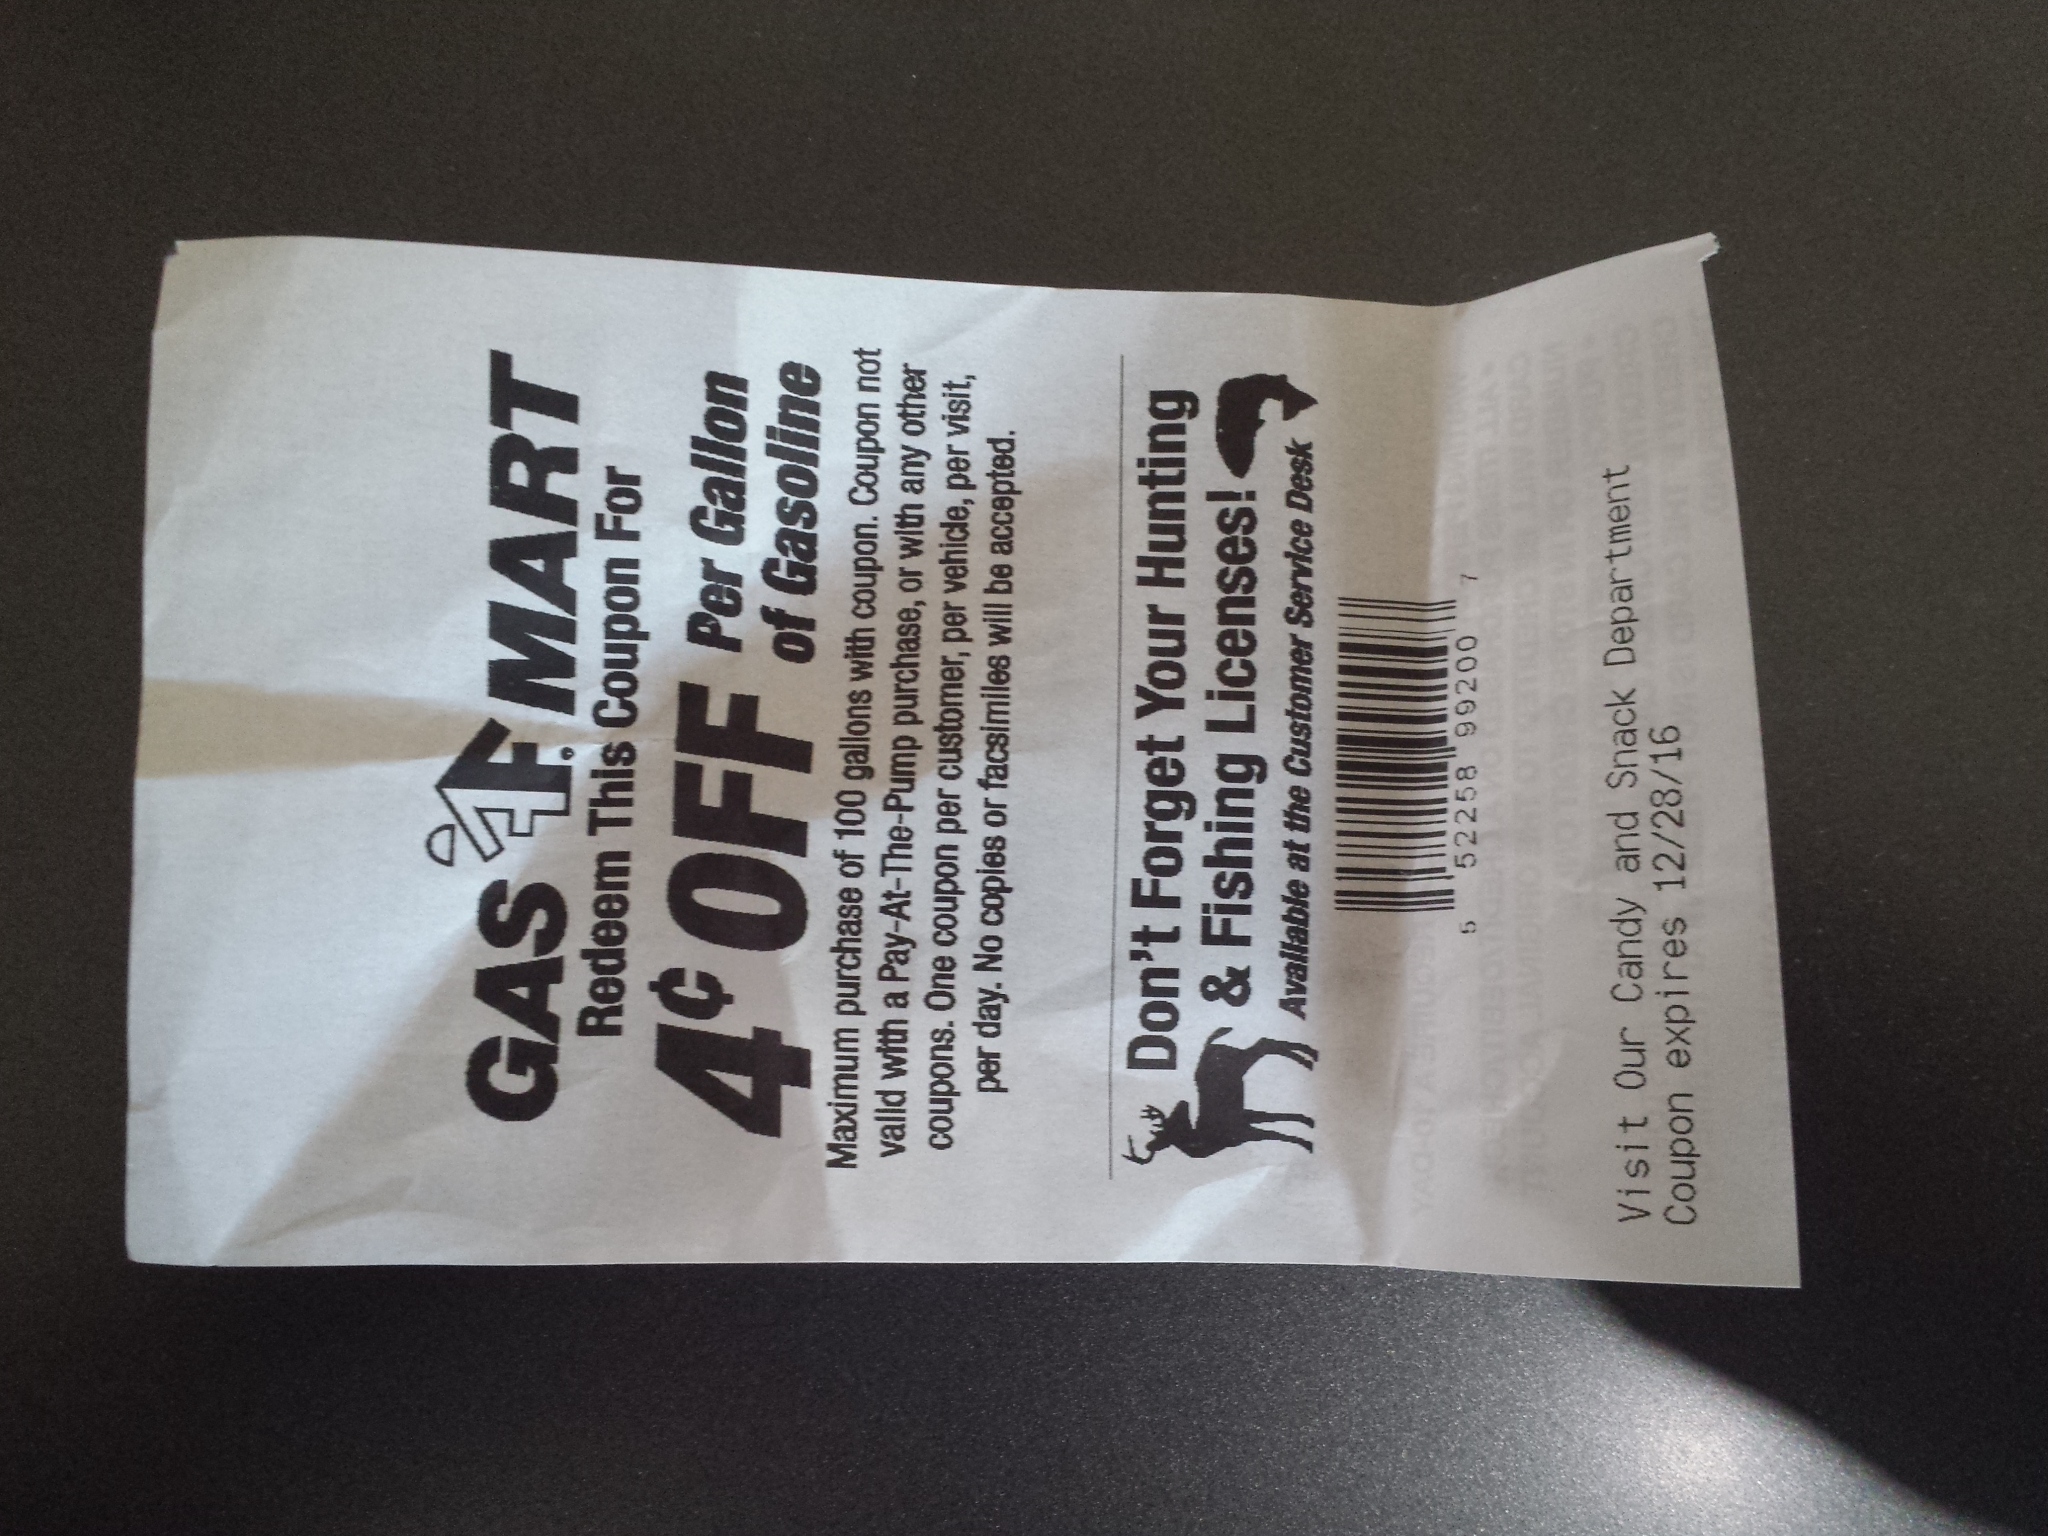 GAS F. MART
Redeem This Coupon For
4¢ OFF Per Gallon
of Gasoline
Maximum purchase of 100 gallons with coupon. Coupon not
valid with a Pay-At-The-Pump purchase, or with any other
coupons. One coupon per customer, per vehicle, per visit,
per day. No copies or facsimiles will be accepted.
Don't Forget Your Hunting
& Fishing Licenses!
Available at the Customer Service Desk
5 52258 99200 7
Visit Our Candy and Snack Department
Coupon expires 12/28/16